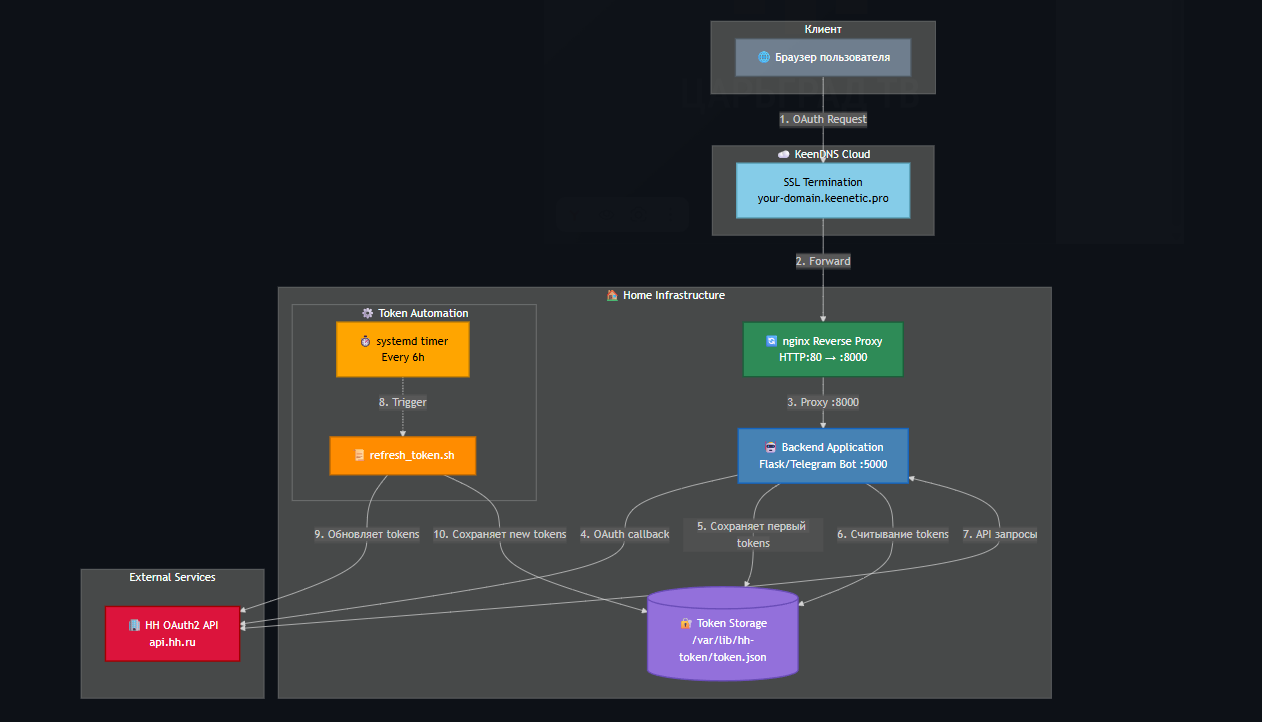 Клиент
🌐 Браузер пользователя
1. OAuth Request
☁️ KeenDNS Cloud
SSL Termination
your-domain.keenetic.pro
2. Forward
🏠 Home Infrastructure
⚙️ Token Automation
⏱️ systemd timer
Every 6h
8. Trigger
📜 refresh_token.sh
🔄 nginx Reverse Proxy
HTTP:80 → :8000
3. Proxy :8000
🤖 Backend Application
Flask/Telegram Bot :5000
9. Обновляет tokens
10. Сохраняет new tokens
4. OAuth callback
5. Сохраняет первый
tokens
6. Считывание tokens
7. API запросы
External Services
🏢 HH OAuth2 API
api.hh.ru
🔐 Token Storage
/var/lib/hh-
token/token.json